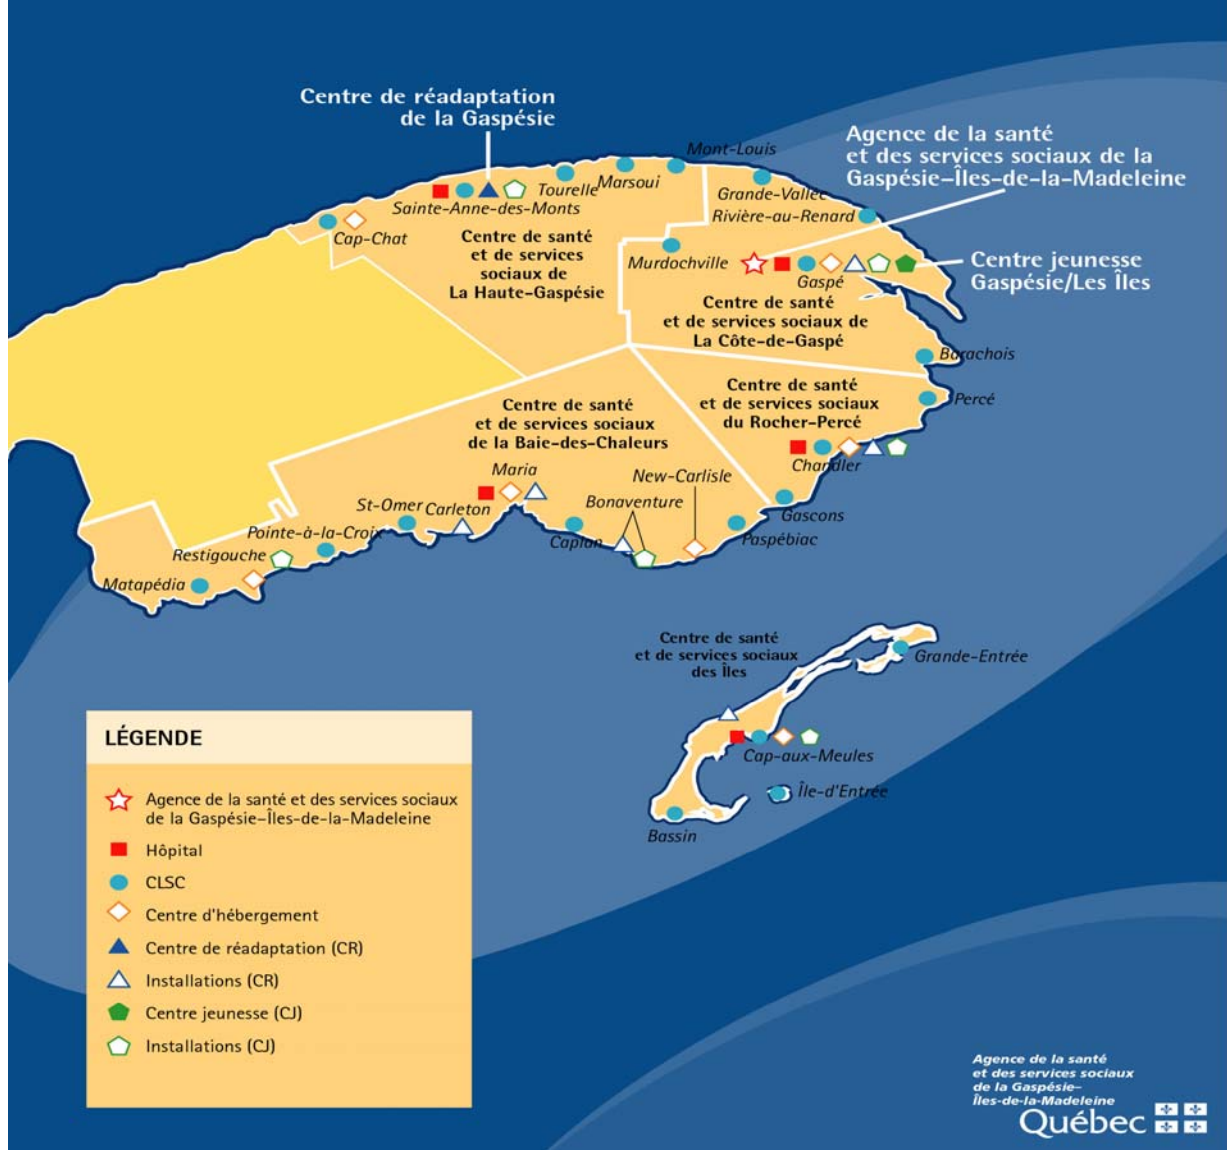 Centre de réadaptation
de la Gaspésie
Agence de la santé
et des services sociaux de la
Gaspésie–Îles-de-la-Madeleine
Mont-Louis
Marsoui
Tourelle
Grande-Vallée
Sainte-Anne-des-Monts
Rivière-au-Renard
Cap-Chat
Centre de santé
et de services
sociaux de
La Haute-Gaspésie
Murdochville
Gaspé
Centre jeunesse
Gaspésie/Les Îles
Centre de santé
et de services sociaux de
La Côte-de-Gaspé
Barachois
Centre de santé
et de services sociaux
du Rocher-Percé
Percé
Centre de santé
et de services sociaux
de la Baie-des-Chaleurs
Chandler
Maria
New-Carlisle
Bonaventure
St-Omer
Carleton
Gascons
Pointe-à-la-Croix
Caplan
Paspébiac
Restigouche
Matapédia
Centre de santé
et de services sociaux
des Îles
Grande-Entrée
Cap-aux-Meules
Île-d'Entrée
Bassin
LÉGENDE
Agence de la santé et des services sociaux
de la Gaspésie–Îles-de-la-Madeleine
Hôpital
CLSC
Centre d'hébergement
Centre de réadaptation (CR)
Installations (CR)
Centre jeunesse (CJ)
Installations (CJ)
Agence de la santé
et des services sociaux
de la Gaspésie–
Îles-de-la-Madeleine
Québec